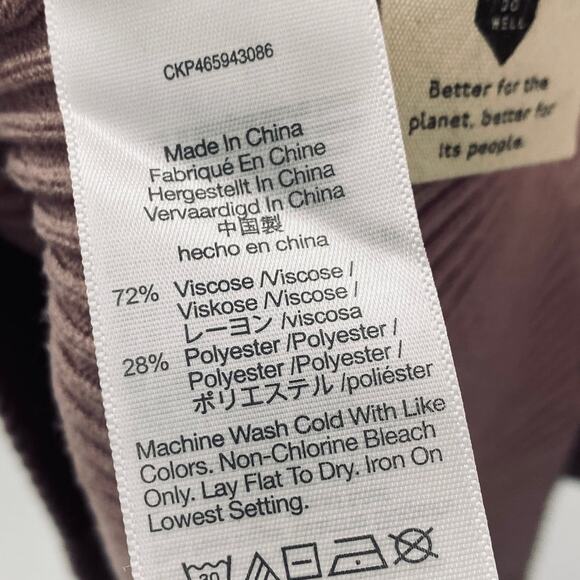 DO
WELL
Better for the
planet, better for
its people.
CKP465943086
Made In China
Fabriqué En Chine
Hergestellt In China
Vervaardigd In China
中国製
hecho en china
72% Viscose /Viscose /
Viskose /Viscose /
レーヨン /viscosa
28% Polyester /Polyester /
Polyester /Polyester /
ポリエステル /poliéster
Machine Wash Cold With Like
Colors. Non-Chlorine Bleach
Only. Lay Flat To Dry. Iron On
Lowest Setting.
30